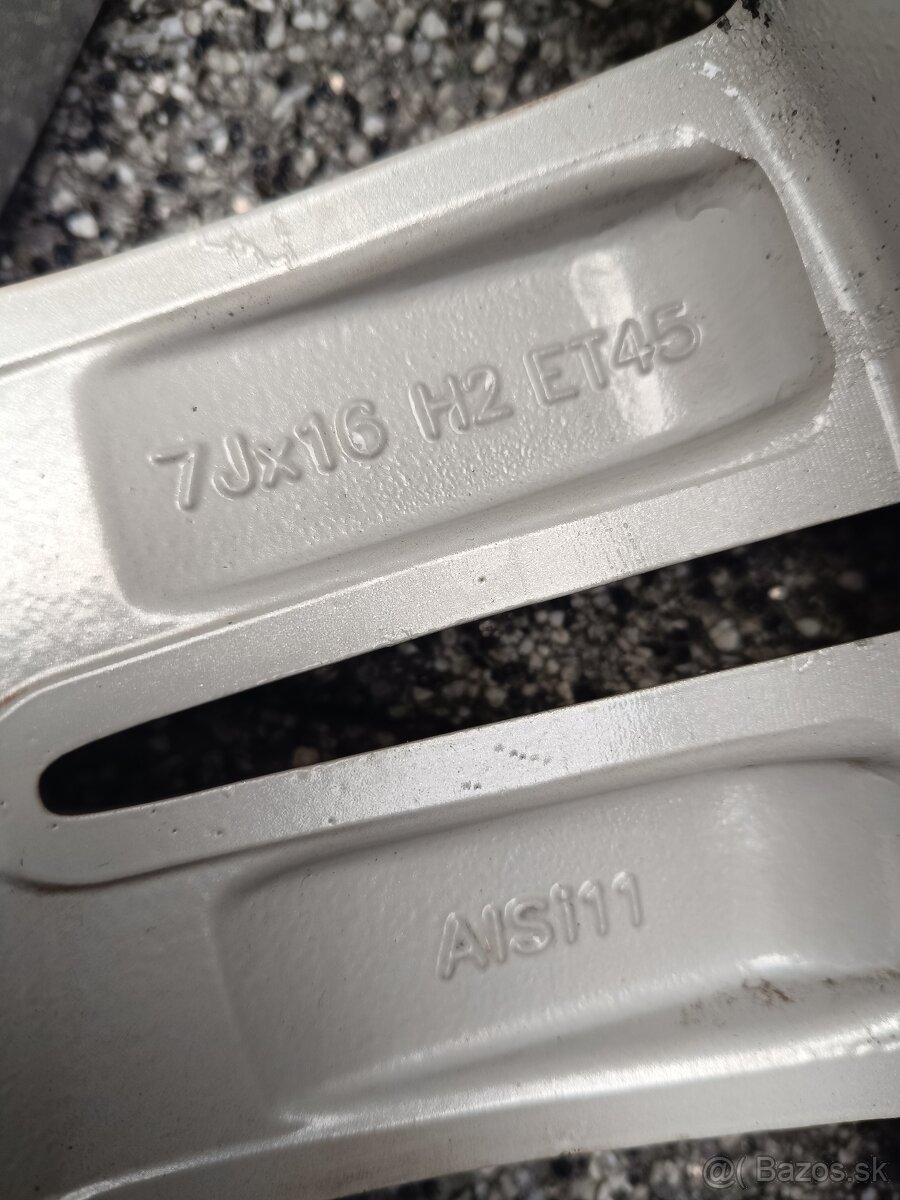 7Jx16 H2 ET45
AlSi11
@( Bazos.sk